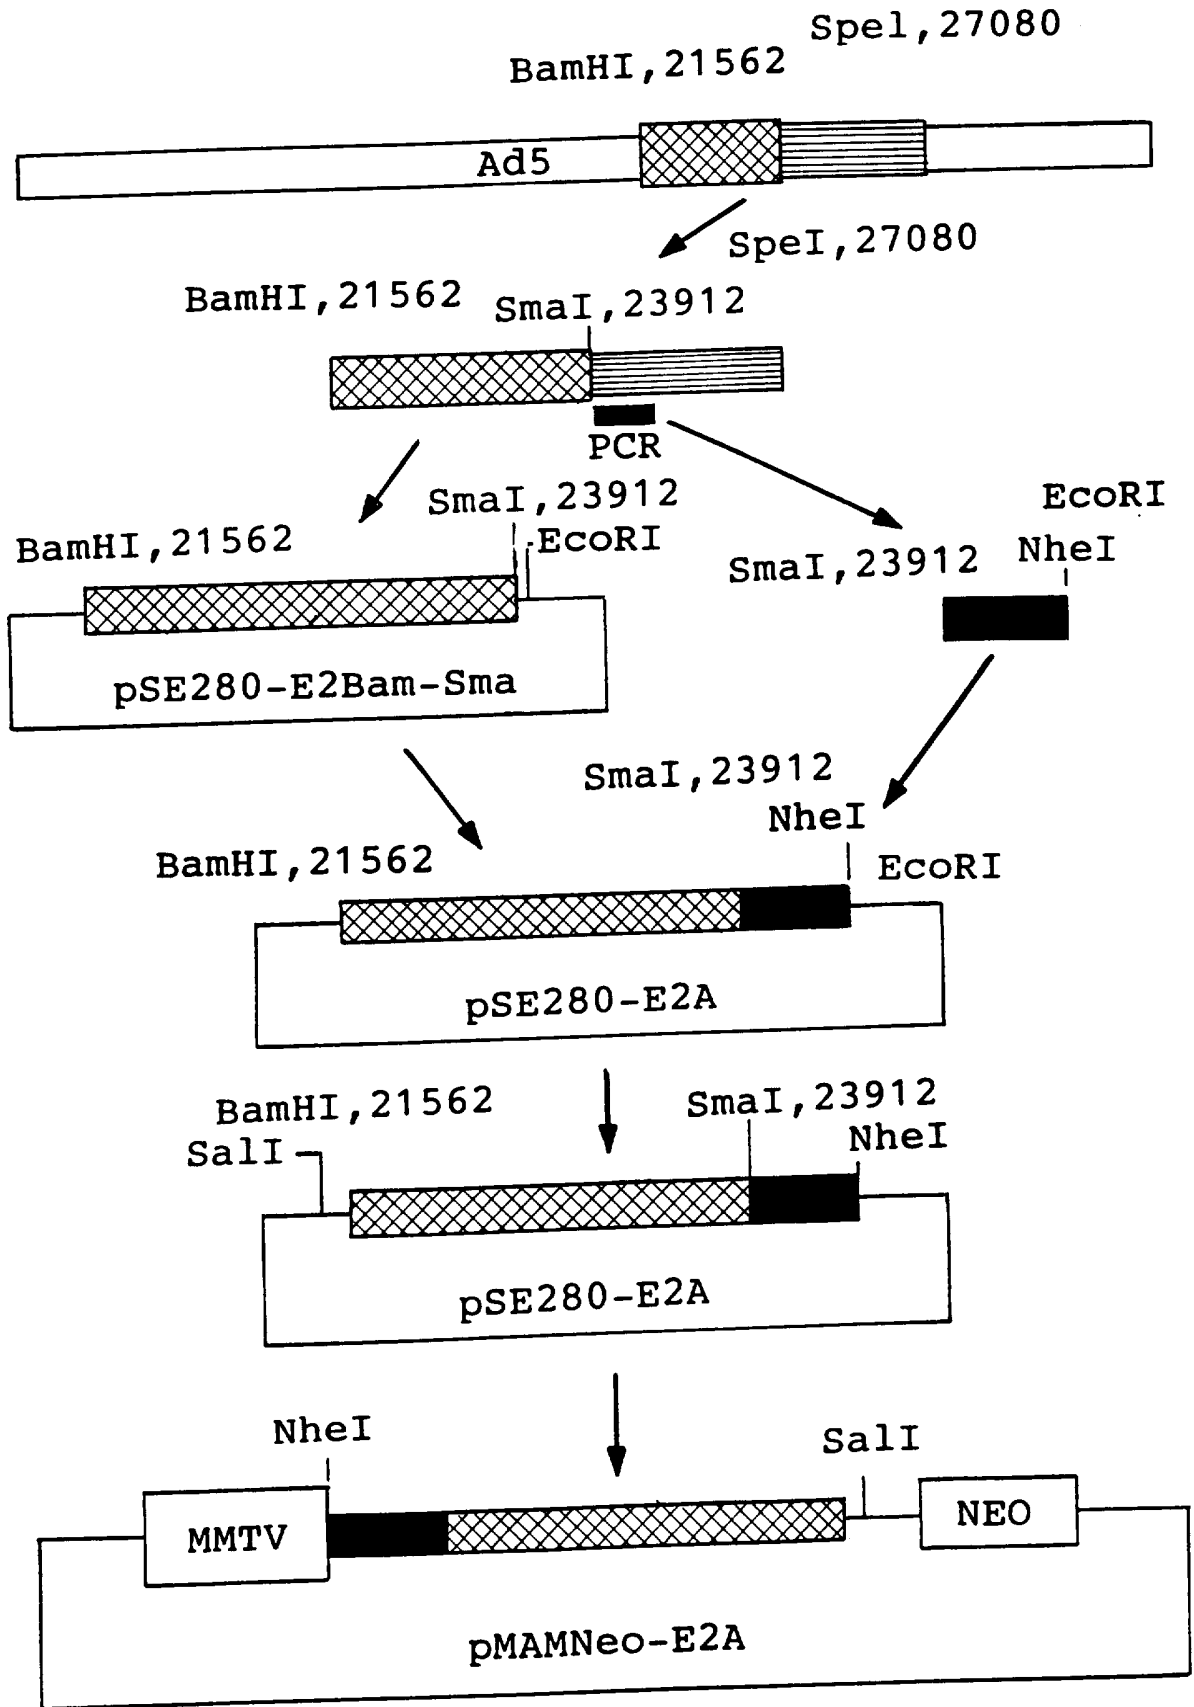 Spel,27080
BamHI,21562
Ad5
SpeI,27080
BamHI,21562
SmaI,23912
PCR
SmaI,23912
EcoRI
BamHI,21562
EcoRI
SmaI,23912
NheI
pSE280-E2Bam-Sma
SmaI,23912
NheI
BamHI,21562
EcoRI
pSE280-E2A
BamHI,21562
SmaI,23912
SalI
NheI
pSE280-E2A
NheI
SalI
MMTV
NEO
pMAMNeo-E2A